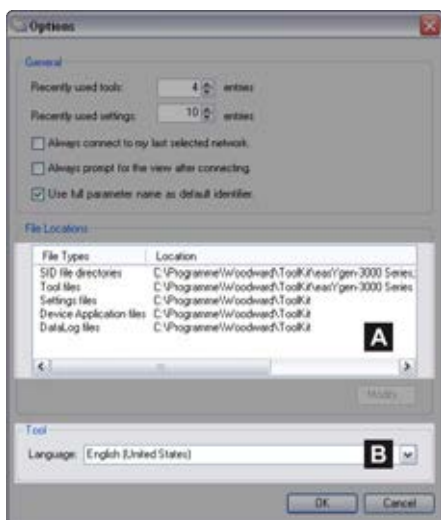 Options
General
Recently used tools: 4 entries
Recently used settings: 10 entries
Always connect to my last selected network.
Always prompt for the view after connecting.
Use full parameter name as default identifier.
File Locations
File Types Location
SID file directories C:\Programme\Woodward\ToolKit\easYgen-3000 Series;
Tool files C:\Programme\Woodward\ToolKit\easYgen-3000 Series
Settings files C:\Programme\Woodward\ToolKit
Device Application files C:\Programme\Woodward\ToolKit
DataLog files C:\Programme\Woodward\ToolKit
A
Modify
Tool
Language: English (United States) B
OK Cancel